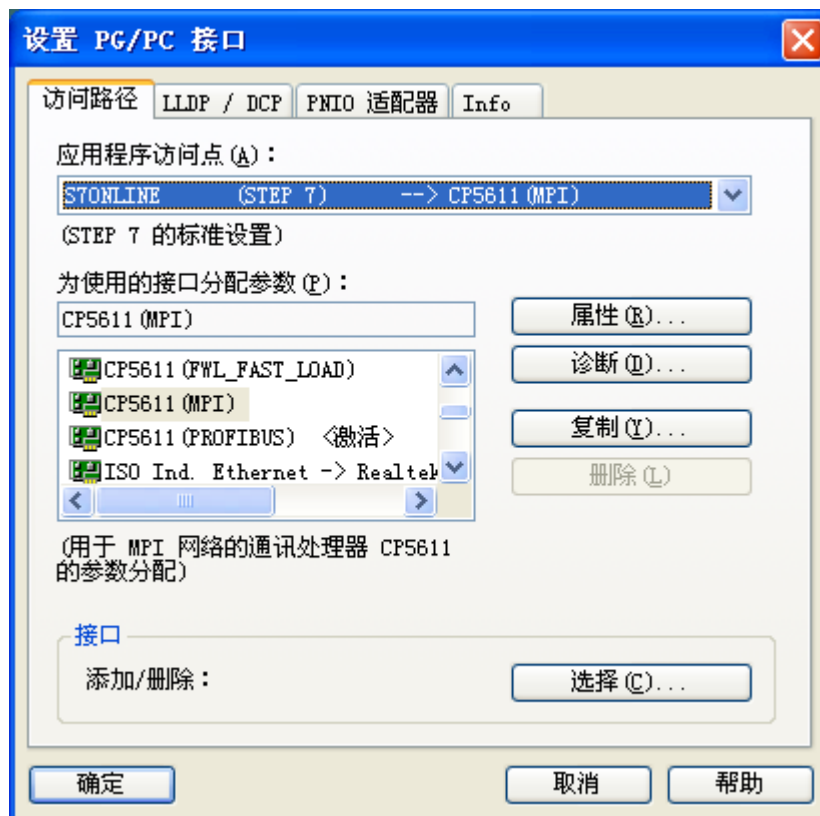 设置 PG/PC 接口
访问路径 LLDP / DCP PNIO 适配器 Info
应用程序访问点(A)：
S7ONLINE (STEP 7) --> CP5611(MPI)
(STEP 7 的标准设置)
为使用的接口分配参数(P)：
CP5611(MPI)
属性(R)...
CP5611(FWL_FAST_LOAD)
诊断(D)...
CP5611(MPI)
CP5611(PROFIBUS) <激活>
复制(Y)...
ISO Ind. Ethernet -> Realtek
删除(L)
(用于 MPI 网络的通讯处理器 CP5611
的参数分配)
接口
添加/删除：
选择(C)...
确定 取消 帮助